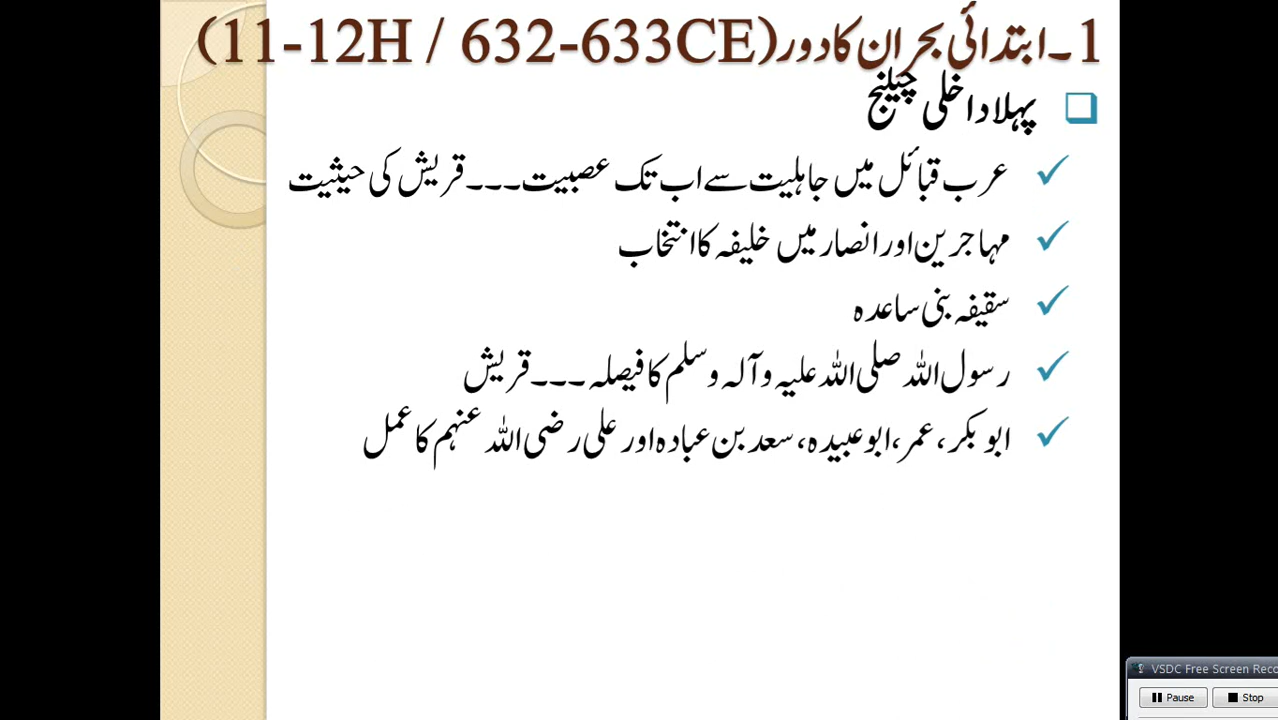 1۔ابتدائی بحران کا دور(11-12H / 632-633CE)
پہلا داخلی چیلنج
عرب قبائل میں جاہلیت سے اب تک عصبیت۔۔۔قریش کی حیثیت
مہاجرین اور انصار میں خلیفہ کا انتخاب
سقیفہ بنی ساعدہ
رسول اللہ صلی اللہ علیہ وآلہ وسلم کا فیصلہ ۔۔۔قریش
ابو بکر، عمر، ابو عبیدہ، سعد بن عبادہ اور علی رضی اللہ عنہم کا عمل
VSDC Free Screen Reco
Pause Stop